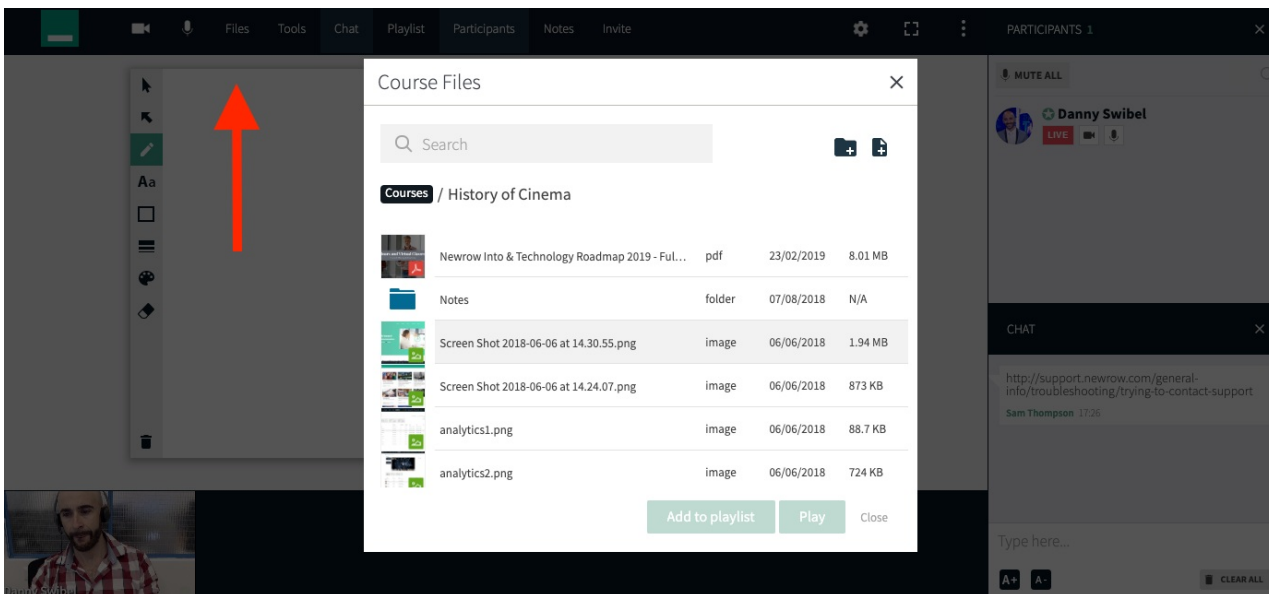 Files Tools Chat Playlist Participants Notes Invite
PARTICIPANTS 1
MUTE ALL
Danny Swibel
LIVE
Aa
Course Files
Search
Courses / History of Cinema
Newrow Into & Technology Roadmap 2019 - Ful... pdf 23/02/2019 8.01 MB
Notes folder 07/08/2018 N/A
Screen Shot 2018-06-06 at 14.30.55.png image 06/06/2018 1.94 MB
Screen Shot 2018-06-06 at 14.24.07.png image 06/06/2018 873 KB
analytics1.png image 06/06/2018 88.7 KB
analytics2.png image 06/06/2018 724 KB
Add to playlist Play Close
CHAT
http://support.newrow.com/general-
info/troubleshooting/trying-to-contact-support
Sam Thompson 17:26
Type here...
A+ A- CLEAR ALL
Danny Swibel